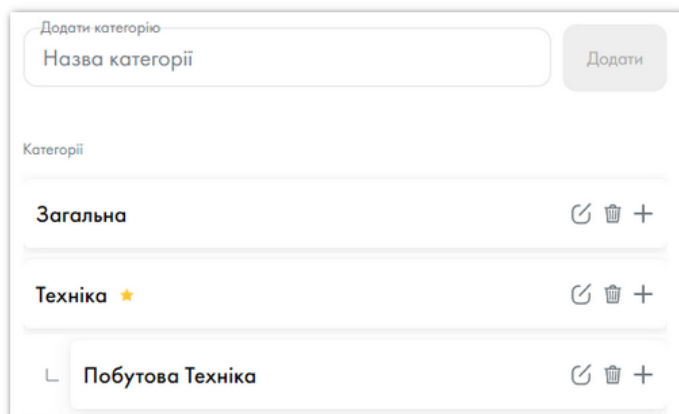 Додати категорію
Назва категорії
Додати
Категорії
Загальна
Техніка
Побутова Техніка